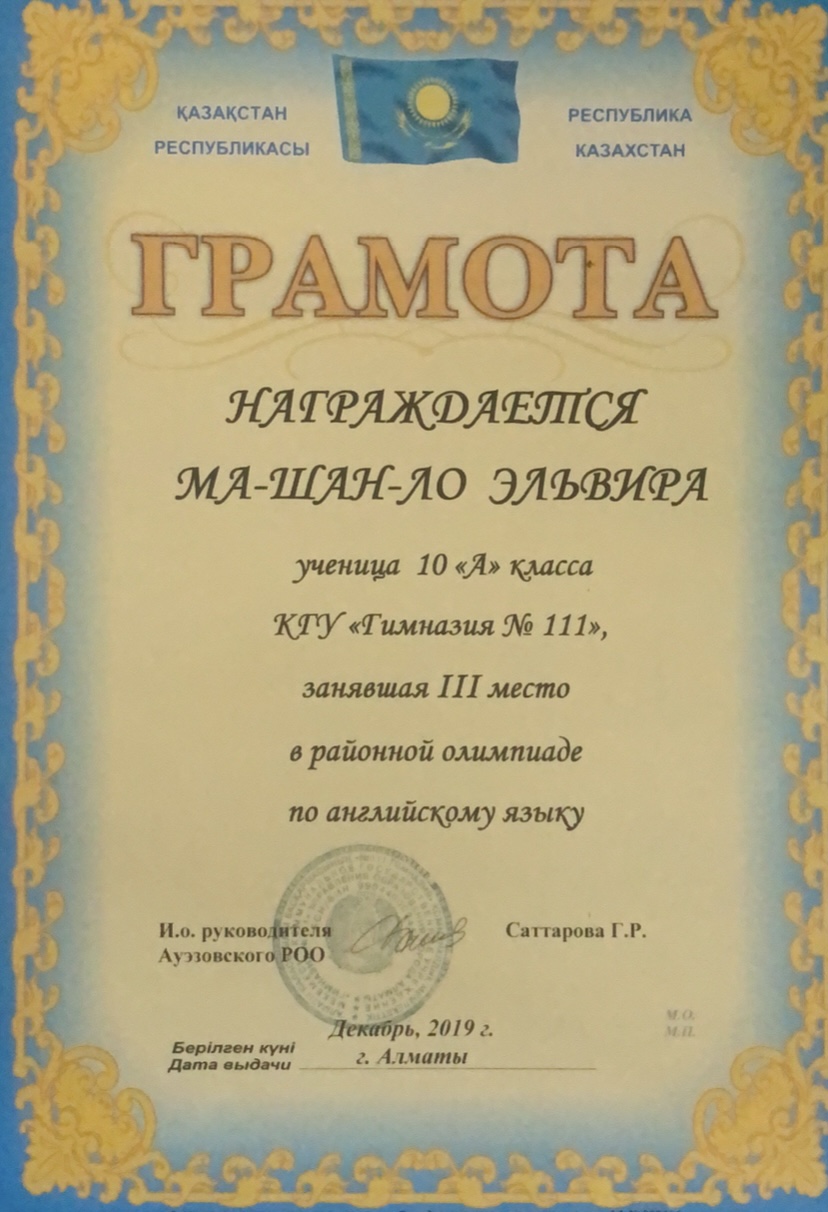 ҚАЗАҚСТАН
РЕСПУБЛИКАСЫ
РЕСПУБЛИКА
КАЗАХСТАН
ГРАМОТА
НАГРАЖДАЕТСЯ
МА-ШАН-ЛО ЭЛЬВИРА
ученица 10 «А» класса
КГУ «Гимназия № 111»,
занявшая III место
в районной олимпиаде
по английскому языку
И.о. руководителя
Ауэзовского РОО
Саттарова Г.Р.
М.О.
М.П.
Декабрь, 2019 г.
Берілген күні
Дата выдачи
г. Алматы